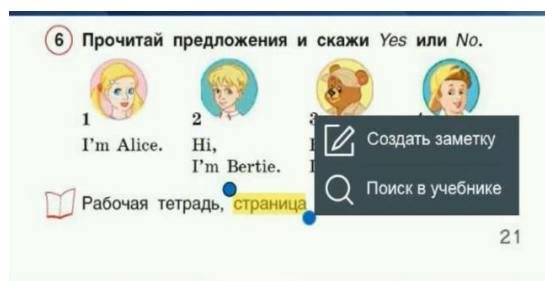 6 Прочитай предложения и скажи Yes или No.
1 2 3
I'm Alice. Hi,
I'm Bertie.
Создать заметку
Поиск в учебнике
Рабочая тетрадь, страница
21